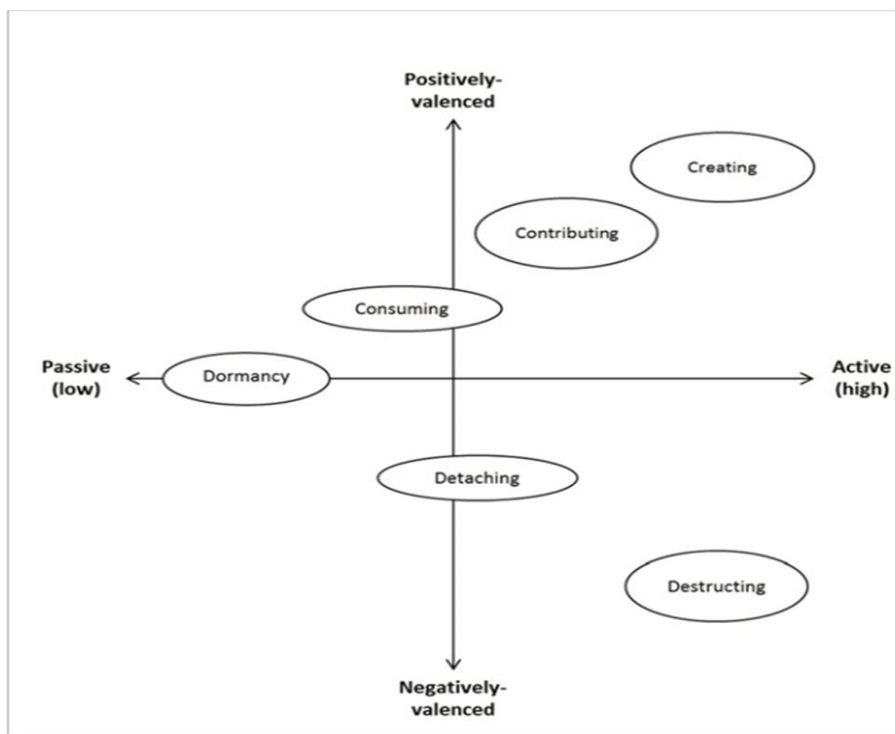 Positively-
valenced
Creating
Contributing
Consuming
Passive
(low)
Dormancy
Active
(high)
Detaching
Destructing
Negatively-
valenced